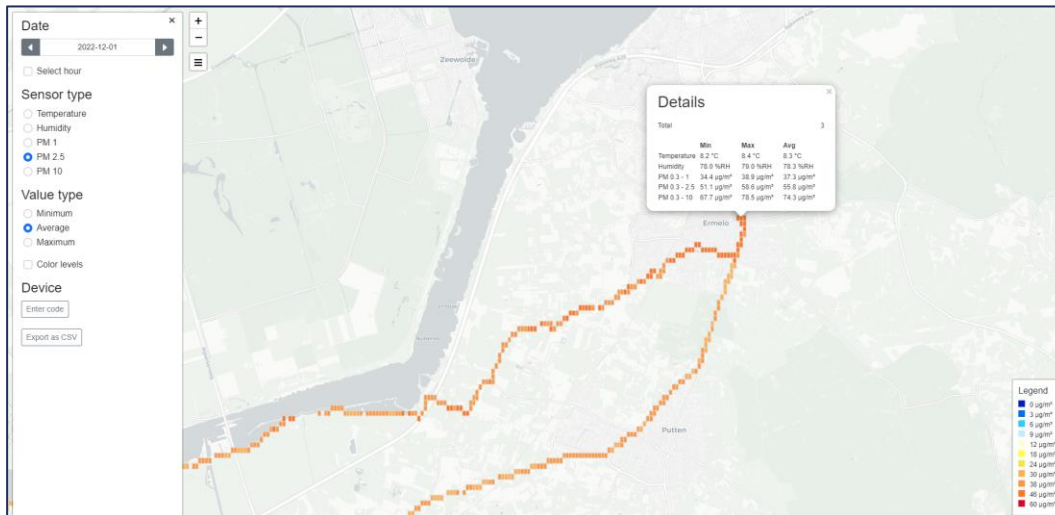 Date
×
2022-12-01
Select hour
Sensor type
Temperature
Humidity
PM 1
PM 2.5
PM 10
Value type
Minimum
Average
Maximum
Color levels
Device
Enter code
Export as CSV
+
−
Zeewolde
Details
×
Total 3
Min Max Avg
Temperature 8.2 °C 8.4 °C 8.3 °C
Humidity 78.0 %RH 79.0 %RH 78.3 %RH
PM 0.3 - 1 34.4 µg/m³ 38.9 µg/m³ 37.3 µg/m³
PM 0.3 - 2.5 51.1 µg/m³ 58.6 µg/m³ 55.8 µg/m³
PM 0.3 - 10 67.7 µg/m³ 78.5 µg/m³ 74.3 µg/m³
Ermelo
Putten
Legend
0 µg/m³
3 µg/m³
6 µg/m³
9 µg/m³
12 µg/m³
18 µg/m³
24 µg/m³
30 µg/m³
38 µg/m³
46 µg/m³
60 µg/m³